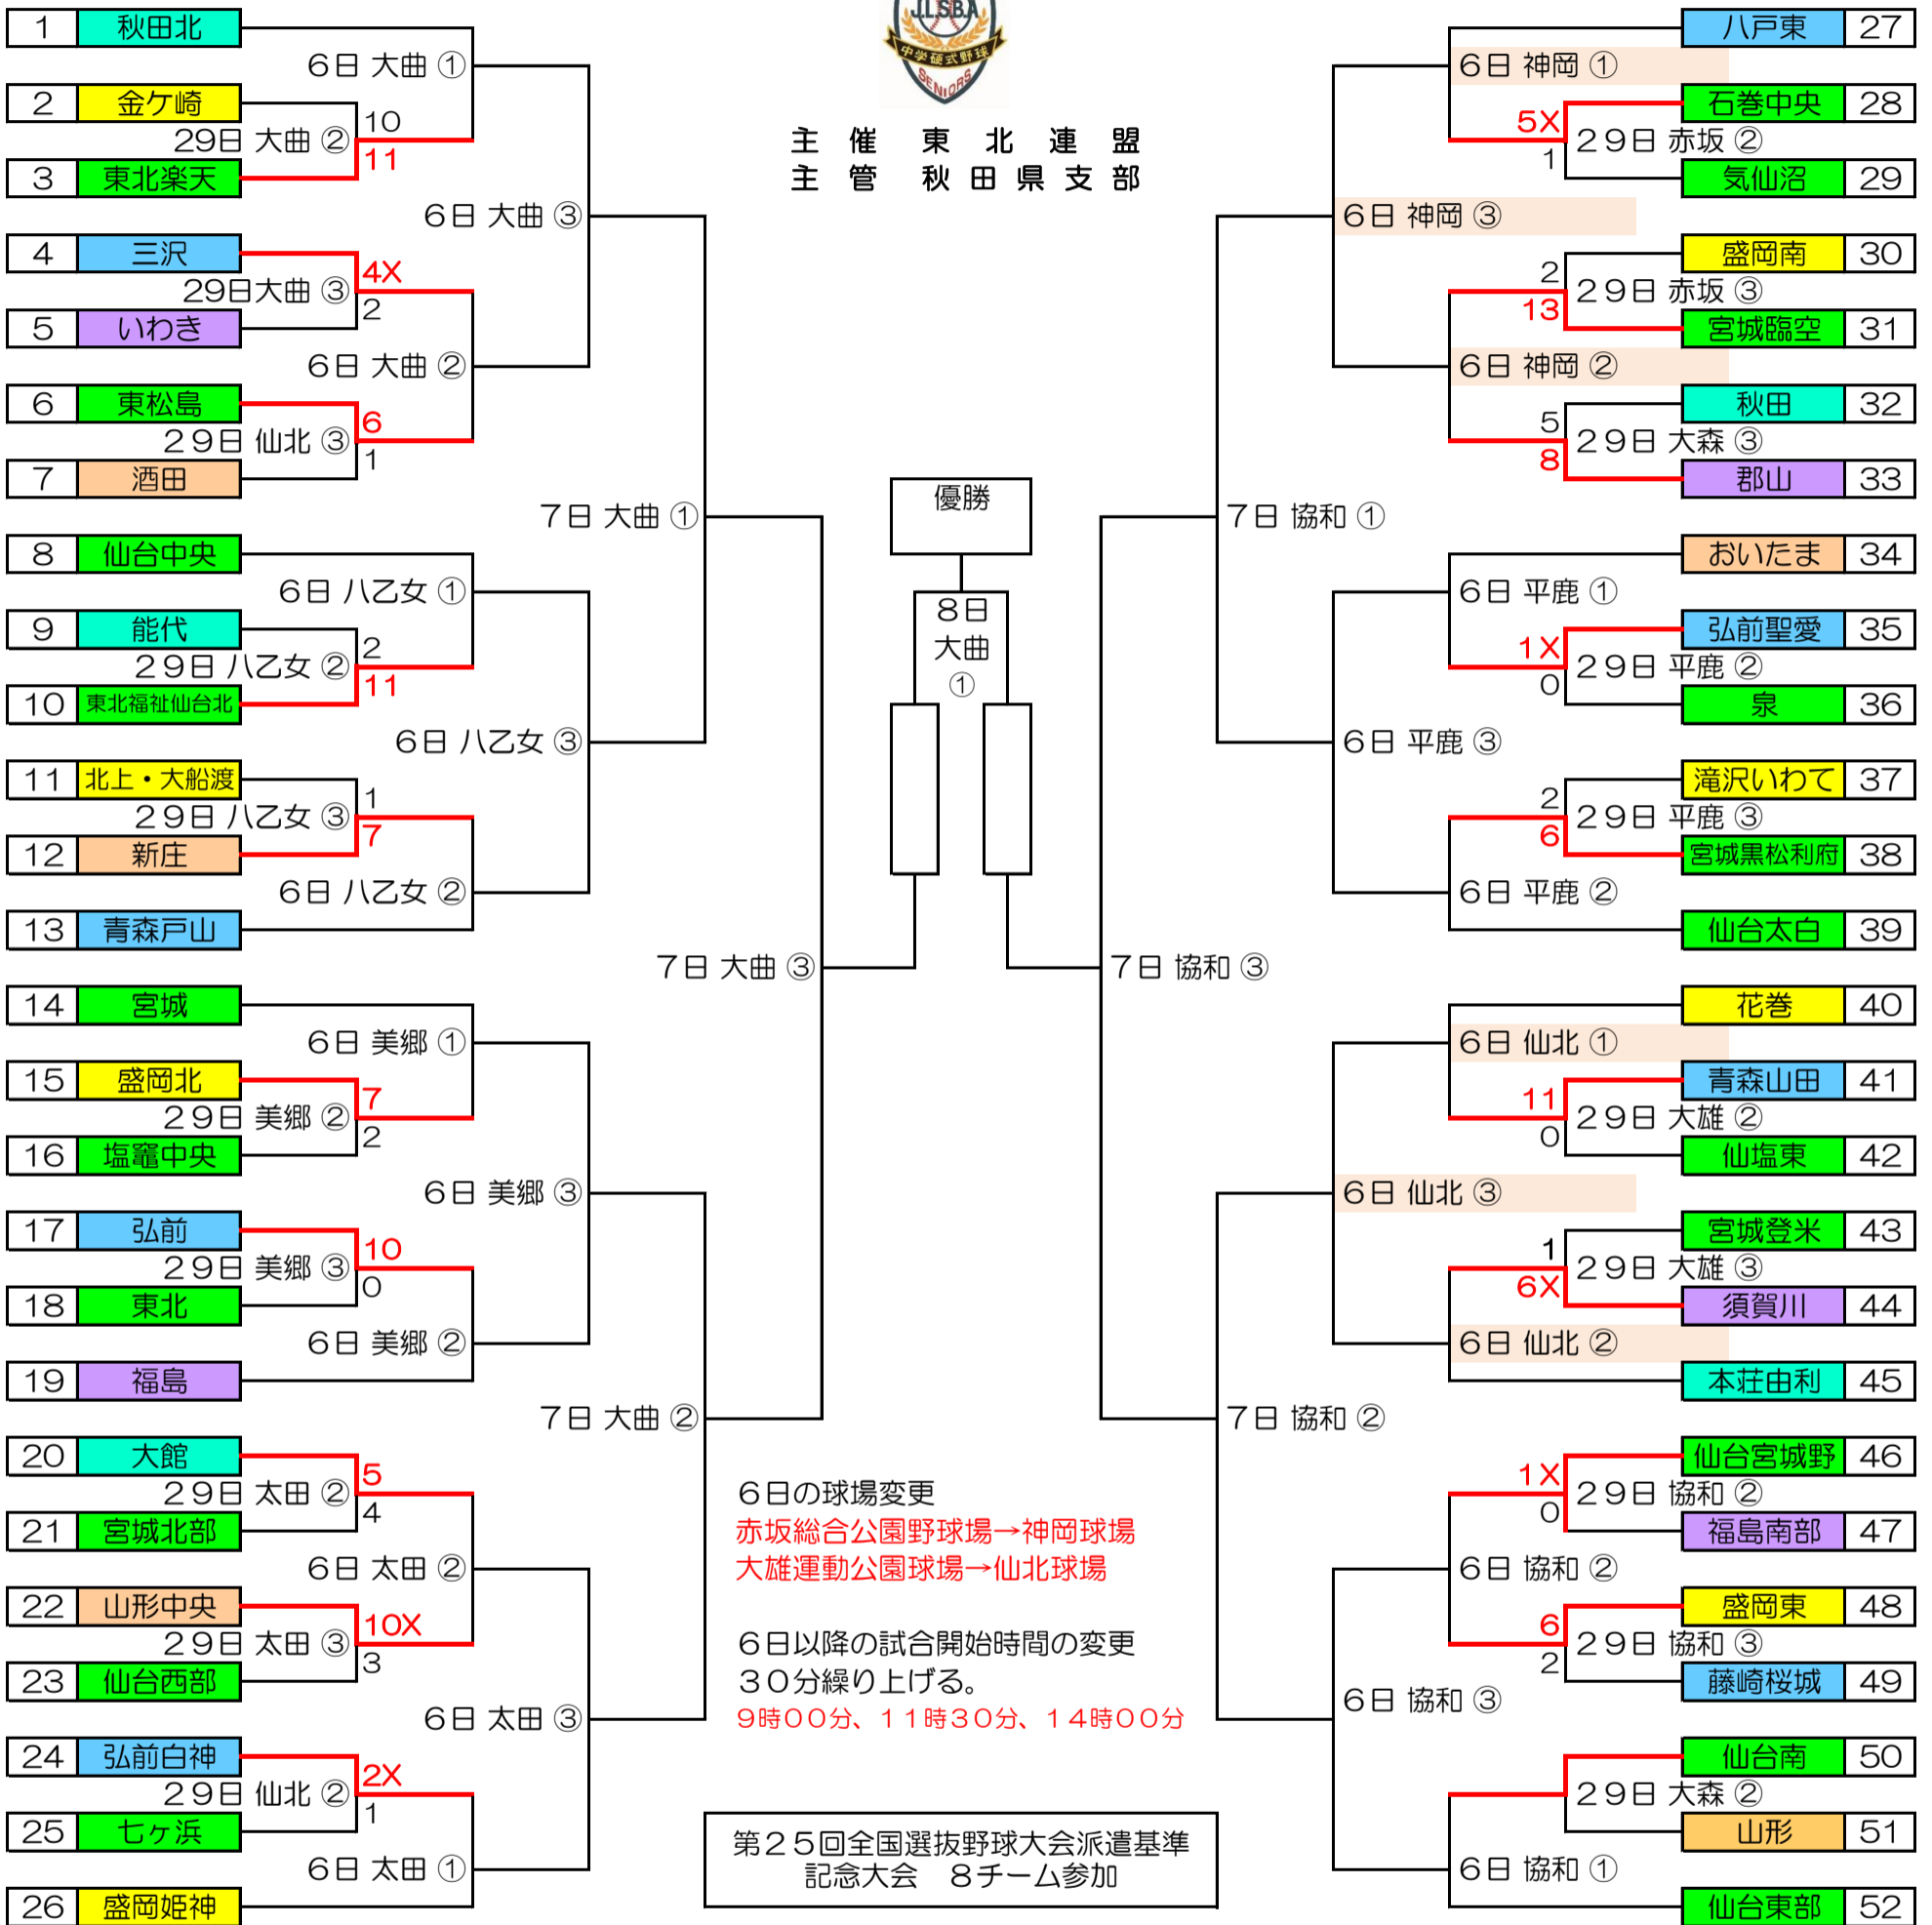 J.L.S.B.A
中学硬式野球
SENIORS
主催 東北連盟
主管 秋田県支部
1 秋田北
6日 大曲 ①
2 金ケ崎
10
29日 大曲 ②
11
3 東北楽天
6日 大曲 ③
4 三沢
4X
29日大曲 ③
2
5 いわき
6日 大曲 ②
6 東松島
6
29日 仙北 ③
1
7 酒田
7日 大曲 ①
8 仙台中央
6日 八乙女 ①
9 能代
2
29日 八乙女 ②
11
10 東北福祉仙台北
6日 八乙女 ③
11 北上・大船渡
1
29日 八乙女 ③
7
12 新庄
6日 八乙女 ②
13 青森戸山
7日 大曲 ③
14 宮城
6日 美郷 ①
15 盛岡北
7
29日 美郷 ②
2
16 塩竈中央
6日 美郷 ③
17 弘前
10
29日 美郷 ③
0
18 東北
6日 美郷 ②
19 福島
7日 大曲 ②
20 大館
5
29日 太田 ②
4
21 宮城北部
6日 太田 ②
22 山形中央
10X
29日 太田 ③
3
23 仙台西部
6日 太田 ③
24 弘前白神
2X
29日 仙北 ②
1
25 七ヶ浜
6日 太田 ①
26 盛岡姫神
優勝
8日
大曲
①
6日の球場変更
赤坂総合公園野球場→神岡球場
大雄運動公園球場→仙北球場
6日以降の試合開始時間の変更
30分繰り上げる。
9時00分、11時30分、14時00分
第25回全国選抜野球大会派遣基準
記念大会 8チーム参加
八戸東 27
6日 神岡 ①
石巻中央 28
5X
29日 赤坂 ②
1
気仙沼 29
6日 神岡 ③
盛岡南 30
2
29日 赤坂 ③
13
宮城臨空 31
6日 神岡 ②
秋田 32
5
29日 大森 ③
8
郡山 33
7日 協和 ①
おいたま 34
6日 平鹿 ①
弘前聖愛 35
1X
29日 平鹿 ②
0
泉 36
6日 平鹿 ③
滝沢いわて 37
2
29日 平鹿 ③
6
宮城黒松利府 38
6日 平鹿 ②
仙台太白 39
7日 協和 ③
花巻 40
6日 仙北 ①
青森山田 41
11
29日 大雄 ②
0
仙塩東 42
6日 仙北 ③
宮城登米 43
1
29日 大雄 ③
6X
須賀川 44
6日 仙北 ②
本荘由利 45
7日 協和 ②
仙台宮城野 46
1X
29日 協和 ②
0
福島南部 47
6日 協和 ②
盛岡東 48
6
29日 協和 ③
2
藤崎桜城 49
6日 協和 ③
仙台南 50
29日 大森 ②
山形 51
6日 協和 ①
仙台東部 52